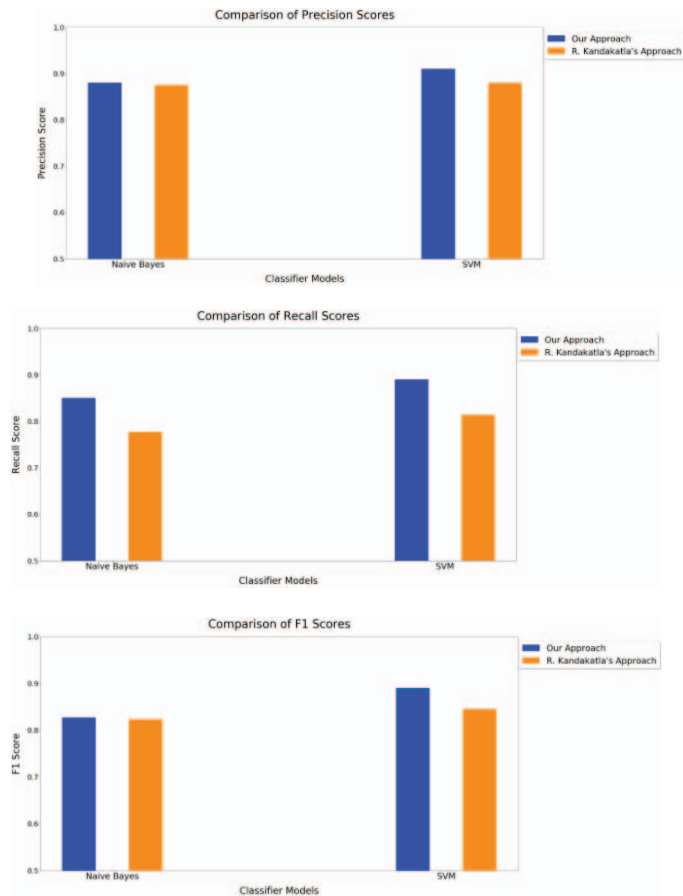 Comparison of Precision Scores
Our Approach
R. Kandakatla's Approach
1.0
0.9
0.8
0.7
0.6
0.5
Precision Score
Naive Bayes
SVM
Classifier Models
Comparison of Recall Scores
Our Approach
R. Kandakatla's Approach
1.0
0.9
0.8
0.7
0.6
0.5
Recall Score
Naive Bayes
SVM
Classifier Models
Comparison of F1 Scores
Our Approach
R. Kandakatla's Approach
1.0
0.9
0.8
0.7
0.6
0.5
F1 Score
Naive Bayes
SVM
Classifier Models